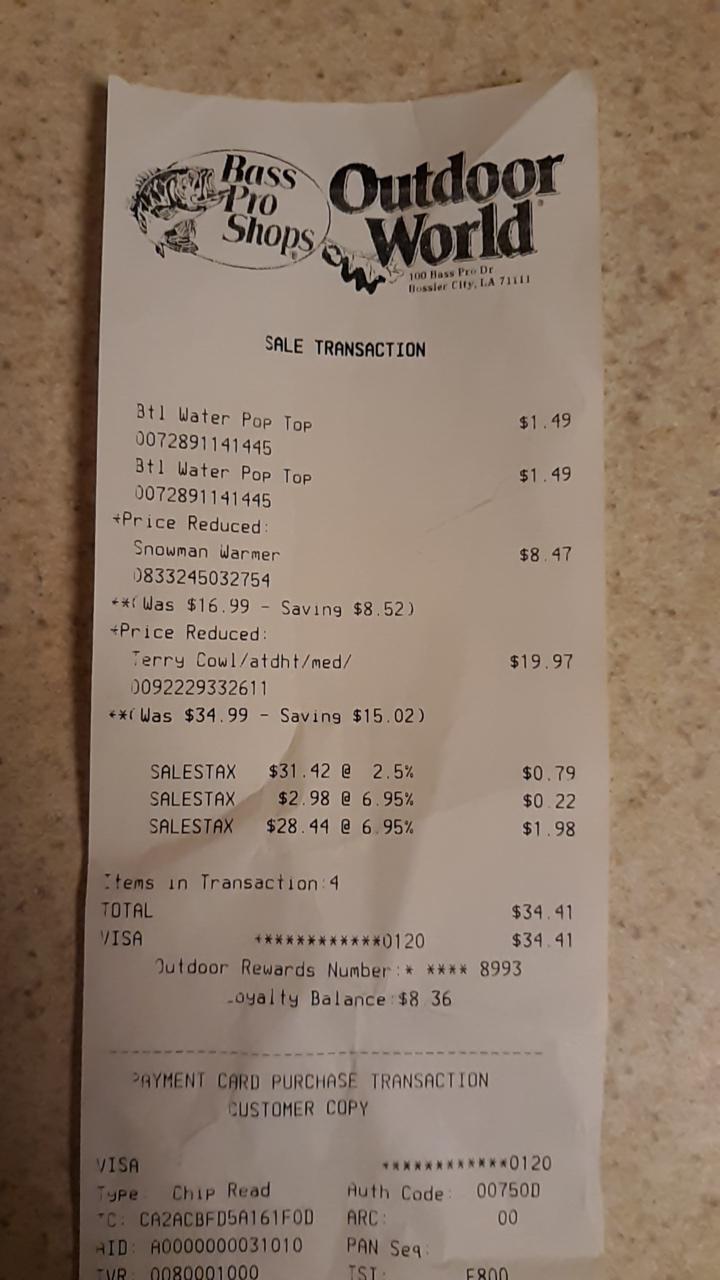 Bass
Pro
Shops
Outdoor
World
100 Bass Pro Dr
Bossier City, LA 71111
SALE TRANSACTION
Btl Water Pop Top $1.49
0072891141445
Btl Water Pop Top $1.49
0072891141445
*Price Reduced:
Snowman Warmer $8.47
0833245032754
**(Was $16.99 - Saving $8.52)
*Price Reduced:
Terry Cowl/atdht/med/ $19.97
0092229332611
**(Was $34.99 - Saving $15.02)
SALESTAX $31.42 @ 2.5% $0.79
SALESTAX $2.98 @ 6.95% $0.22
SALESTAX $28.44 @ 6.95% $1.98
Items in Transaction:4
TOTAL $34.41
VISA ************0120 $34.41
Outdoor Rewards Number:* **** 8993
Loyalty Balance:$8.36
PAYMENT CARD PURCHASE TRANSACTION
CUSTOMER COPY
VISA ************0120
Type: Chip Read Auth Code: 00750D
TC: CA2ACBFD5A161F0D ARC: 00
AID: A0000000031010 PAN Seq:
TVR: 0080001000 TSI: E800